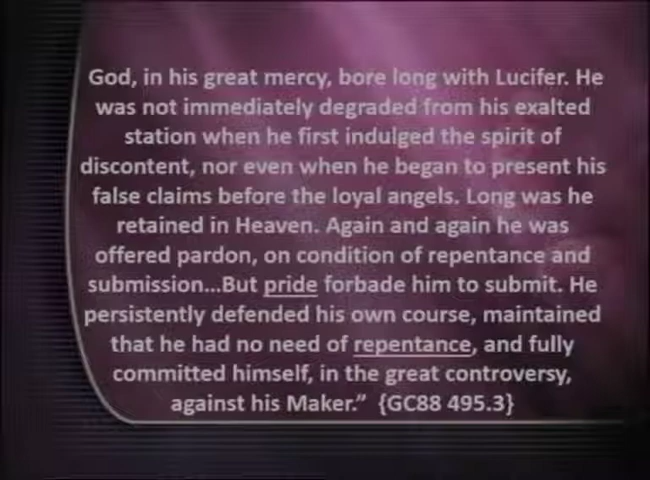 God, in his great mercy, bore long with Lucifer. He
was not immediately degraded from his exalted
station when he first indulged the spirit of
discontent, nor even when he began to present his
false claims before the loyal angels. Long was he
retained in Heaven. Again and again he was
offered pardon, on condition of repentance and
submission...But pride forbade him to submit. He
persistently defended his own course, maintained
that he had no need of repentance, and fully
committed himself, in the great controversy,
against his Maker.” {GC88 495.3}